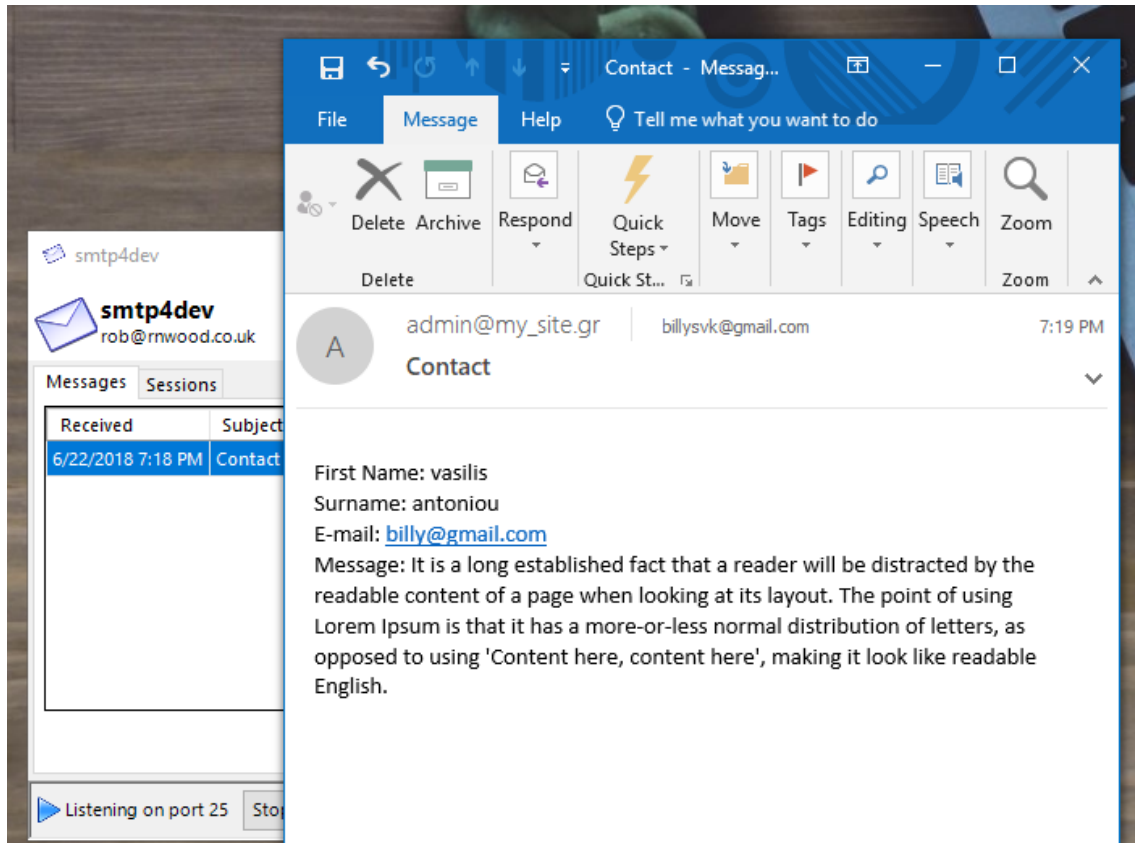 Contact - Messag...
File Message Help Tell me what you want to do
Delete Archive Respond Quick Steps Move Tags Editing Speech Zoom
Delete Quick St... Zoom
smtp4dev
smtp4dev
rob@rnwood.co.uk
Messages Sessions
Received Subject
6/22/2018 7:18 PM Contact
Listening on port 25 Stop
A
admin@my_site.gr billysvk@gmail.com 7:19 PM
Contact
First Name: vasilis
Surname: antoniou
E-mail: billy@gmail.com
Message: It is a long established fact that a reader will be distracted by the
readable content of a page when looking at its layout. The point of using
Lorem Ipsum is that it has a more-or-less normal distribution of letters, as
opposed to using 'Content here, content here', making it look like readable
English.